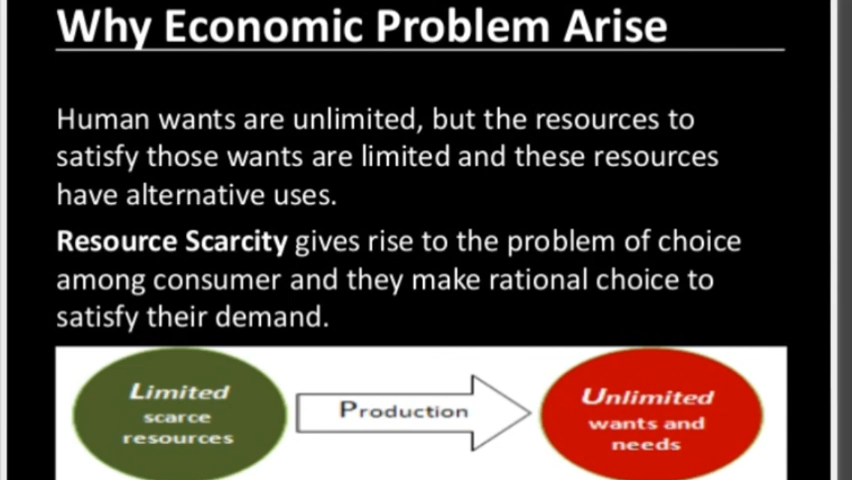 Why Economic Problem Arise
Human wants are unlimited, but the resources to
satisfy those wants are limited and these resources
have alternative uses.
Resource Scarcity gives rise to the problem of choice
among consumer and they make rational choice to
satisfy their demand.
Limited
scarce
resources
Production
Unlimited
wants and
needs